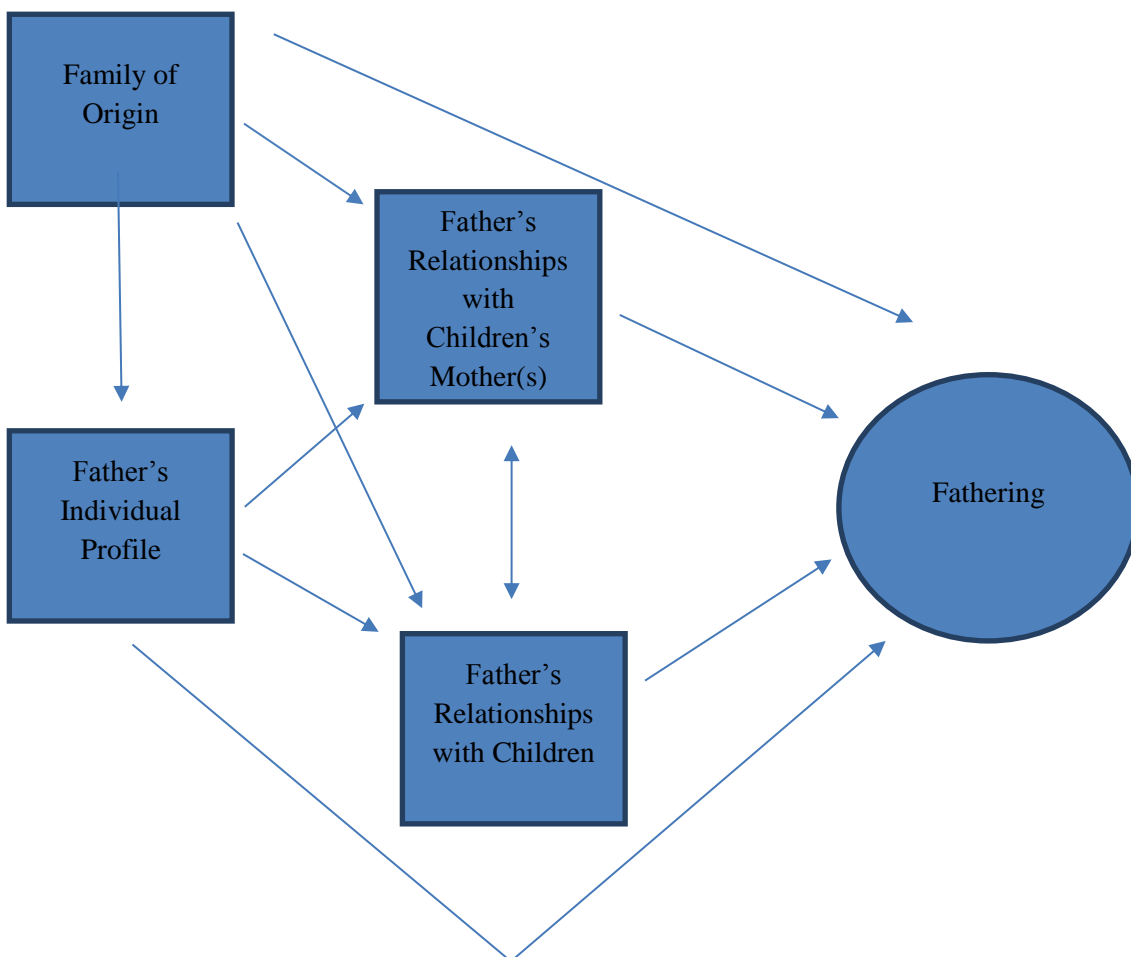 Family of
Origin
Father’s
Relationships
with
Children’s
Mother(s)
Father’s
Individual
Profile
Fathering
Father’s
Relationships
with Children